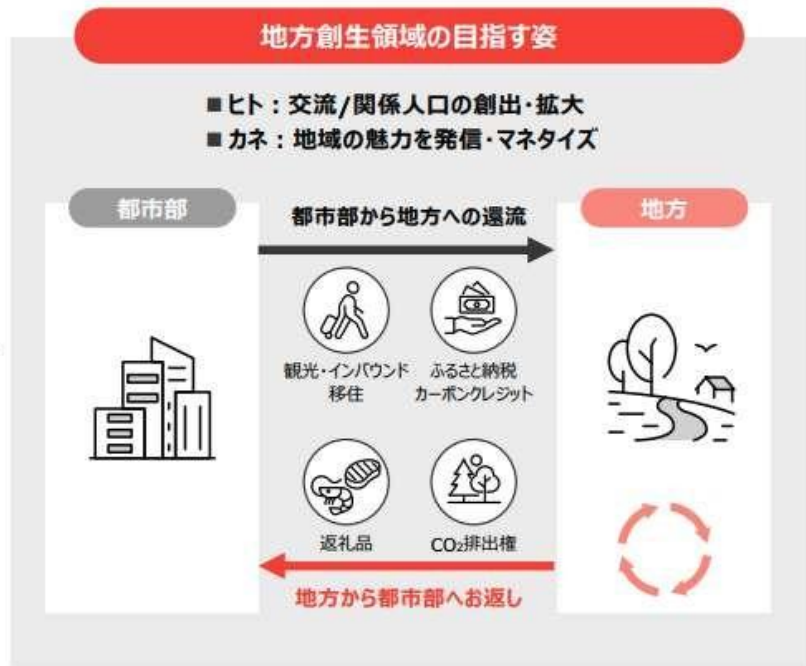 地方創生領域の目指す姿
■ヒト：交流/関係人口の創出・拡大
■カネ：地域の魅力を発信・マネタイズ
都市部
都市部から地方への還流
地方
観光・インバウンド
移住
ふるさと納税
カーボンクレジット
返礼品
CO₂排出権
地方から都市部へお返し